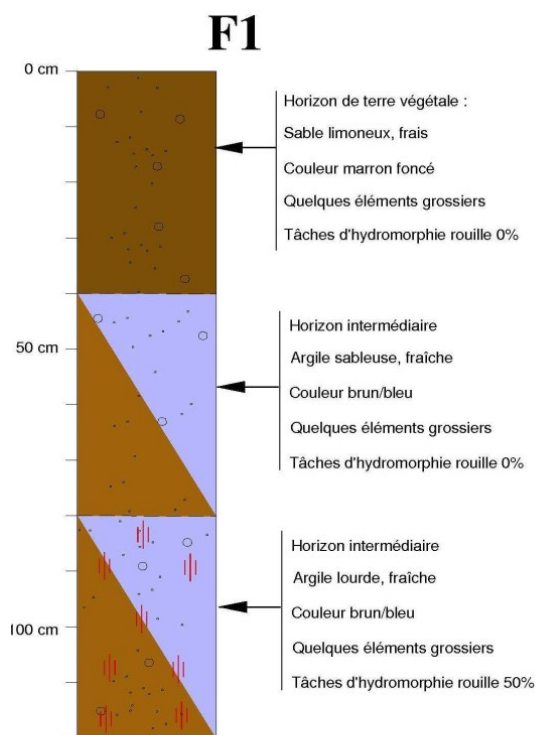 F1
0 cm
Horizon de terre végétale :
Sable limoneux, frais
Couleur marron foncé
Quelques éléments grossiers
Tâches d'hydromorphie rouille 0%
50 cm
Horizon intermédiaire
Argile sableuse, fraîche
Couleur brun/bleu
Quelques éléments grossiers
Tâches d'hydromorphie rouille 0%
100 cm
Horizon intermédiaire
Argile lourde, fraîche
Couleur brun/bleu
Quelques éléments grossiers
Tâches d'hydromorphie rouille 50%